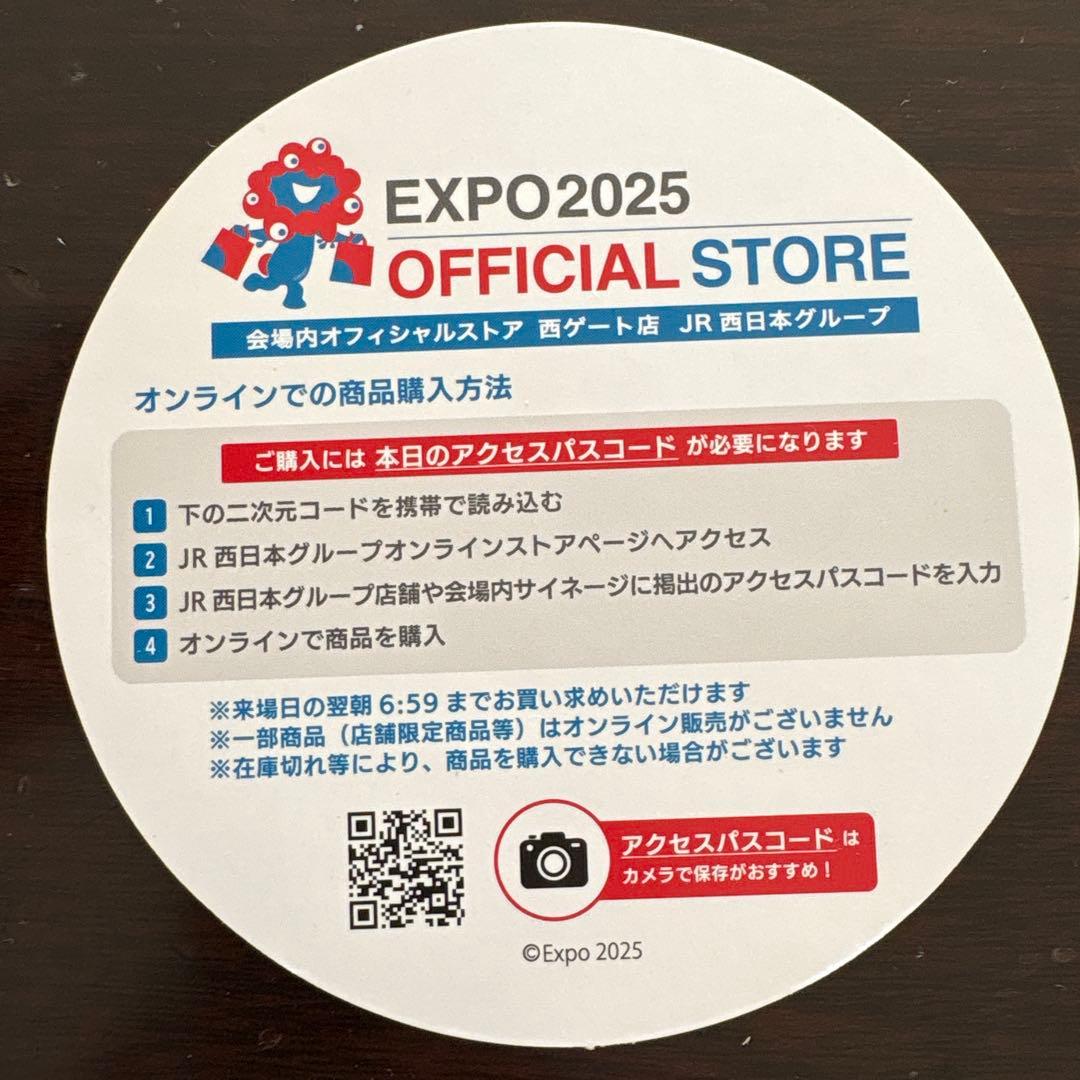 EXPO2025
OFFICIAL STORE
会場内オフィシャルストア 西ゲート店 JR西日本グループ
オンラインでの商品購入方法
ご購入には 本日のアクセスパスコード が必要になります
1 下の二次元コードを携帯で読み込む
2 JR西日本グループオンラインストアページへアクセス
3 JR西日本グループ店舗や会場内サイネージに掲出のアクセスパスコードを入力
4 オンラインで商品を購入
※来場日の翌朝 6:59 までお買い求めいただけます
※一部商品（店舗限定商品等）はオンライン販売がございません
※在庫切れ等により、商品を購入できない場合がございます
アクセスパスコード は
カメラで保存がおすすめ！
©Expo 2025